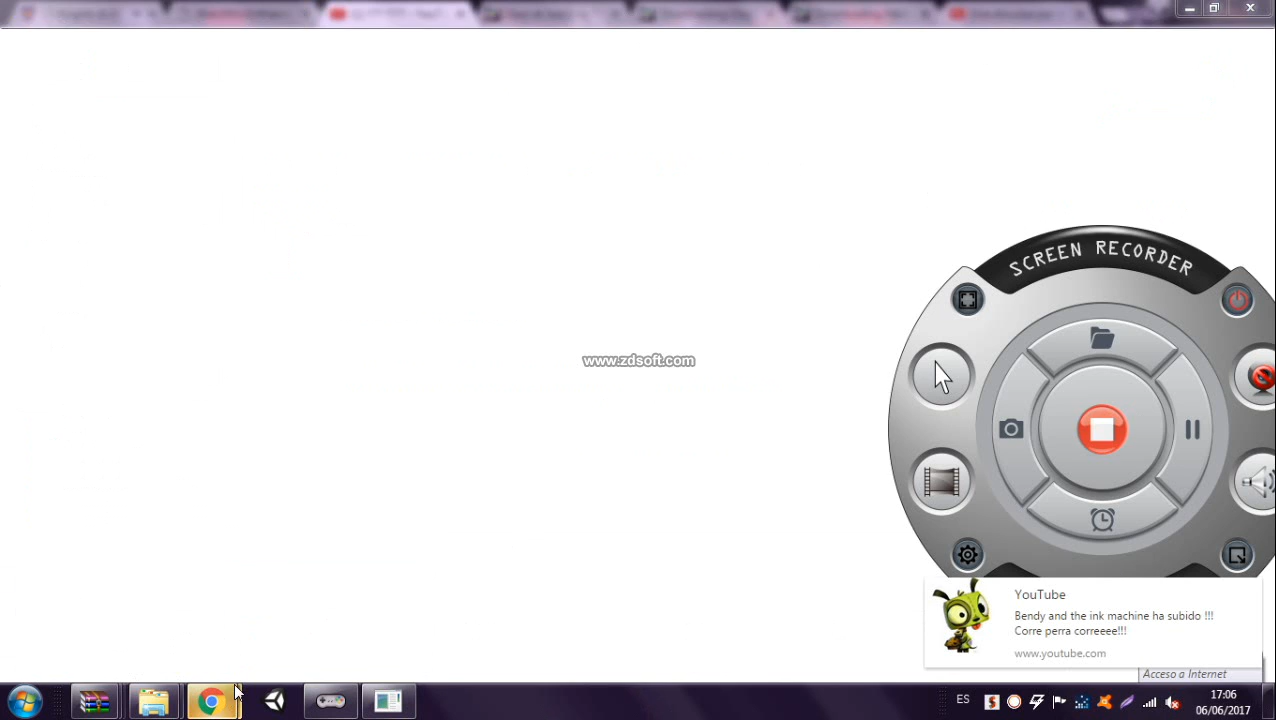 SCREEN RECORDER
www.zdsoft.com
YouTube
Bendy and the ink machine ha subido !!!
Corre perra correeee!!!
www.youtube.com
Acceso a Internet
ES
17:06
06/06/2017